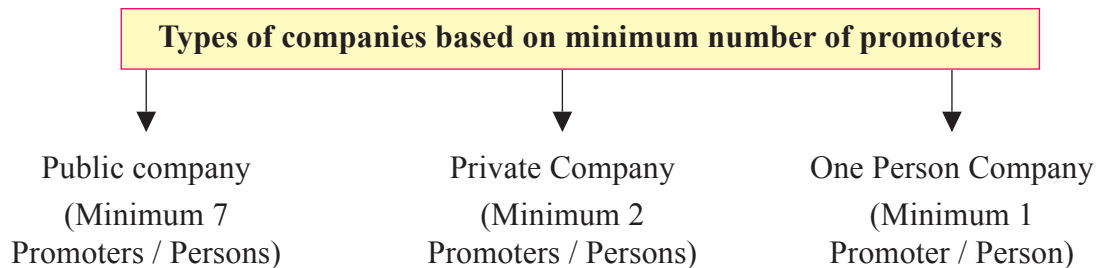 Types of companies based on minimum number of promoters
Public company
(Minimum 7
Promoters / Persons)
Private Company
(Minimum 2
Promoters / Persons)
One Person Company
(Minimum 1
Promoter / Person)